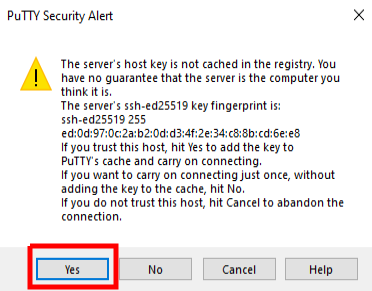 PuTTY Security Alert
The server's host key is not cached in the registry. You
have no guarantee that the server is the computer you
think it is.
The server's ssh-ed25519 key fingerprint is:
ssh-ed25519 255
ed:0d:97:0c:2a:b2:0d:d3:4f:2e:34:c8:8b:cd:6e:e8
If you trust this host, hit Yes to add the key to
PuTTY's cache and carry on connecting.
If you want to carry on connecting just once, without
adding the key to the cache, hit No.
If you do not trust this host, hit Cancel to abandon the
connection.
Yes No Cancel Help